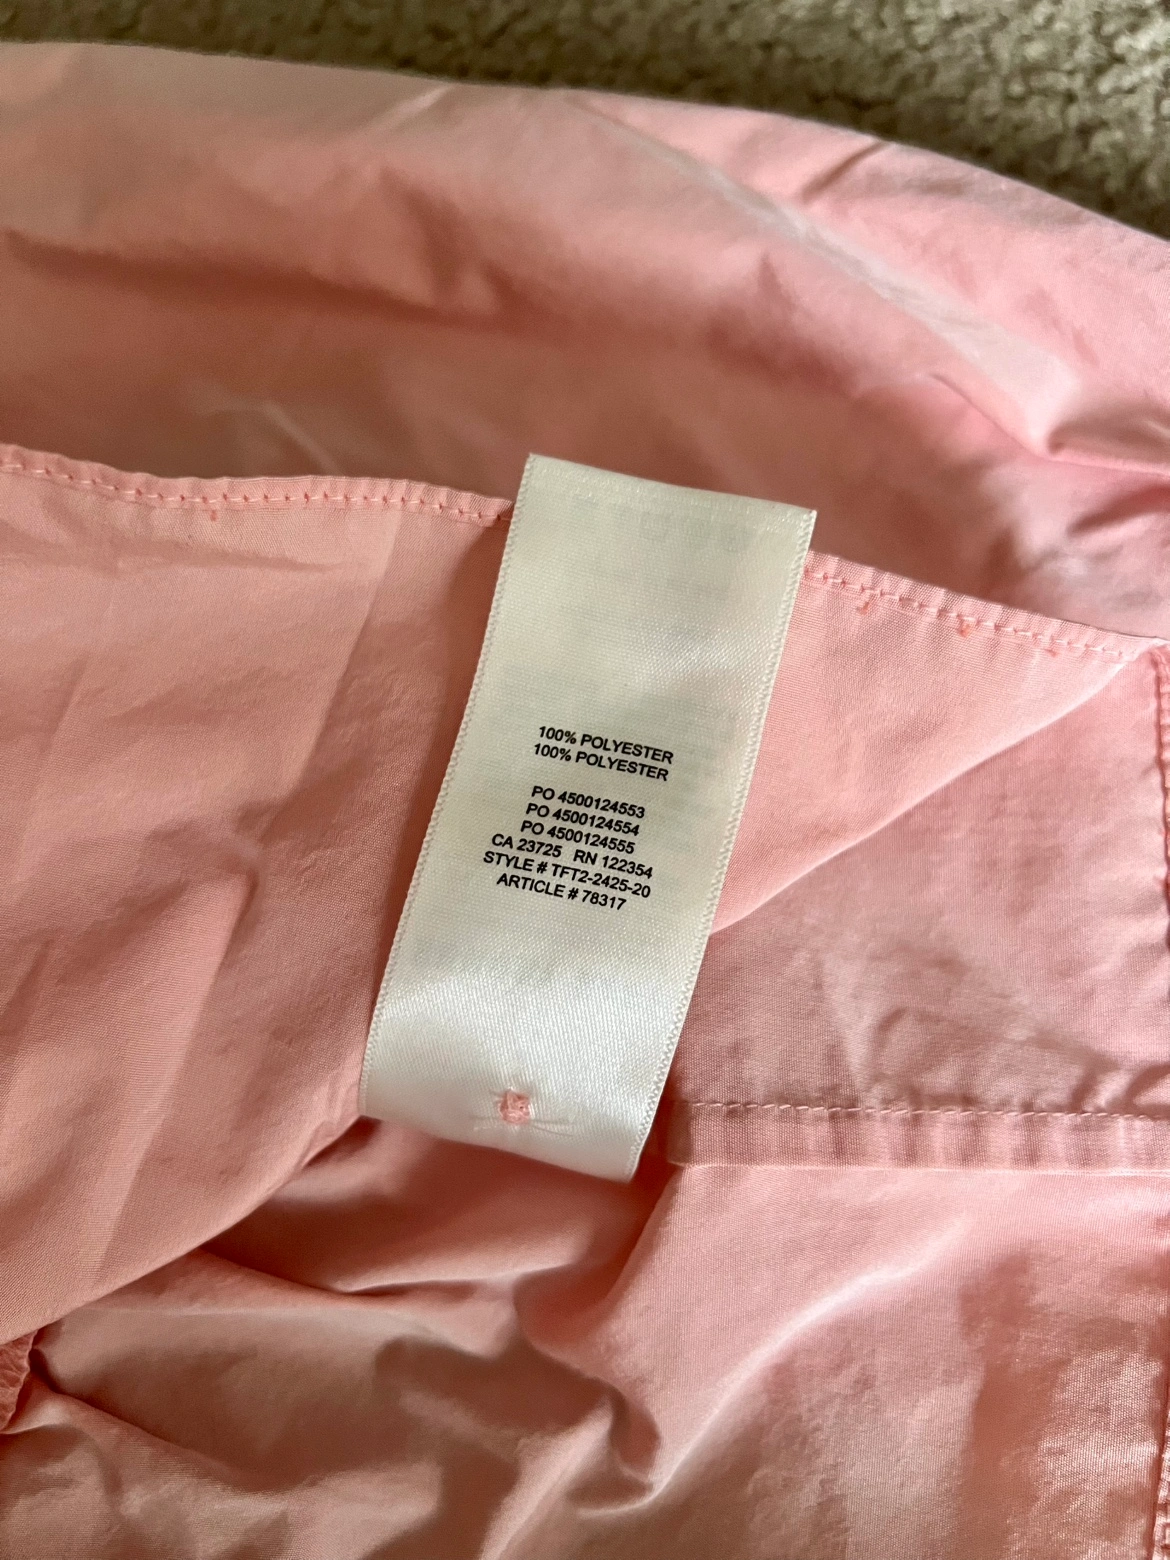 100% POLYESTER
100% POLYESTER
PO 4500124553
PO 4500124554
PO 4500124555
CA 23725 RN 122354
STYLE # TFT2-2425-20
ARTICLE # 78317